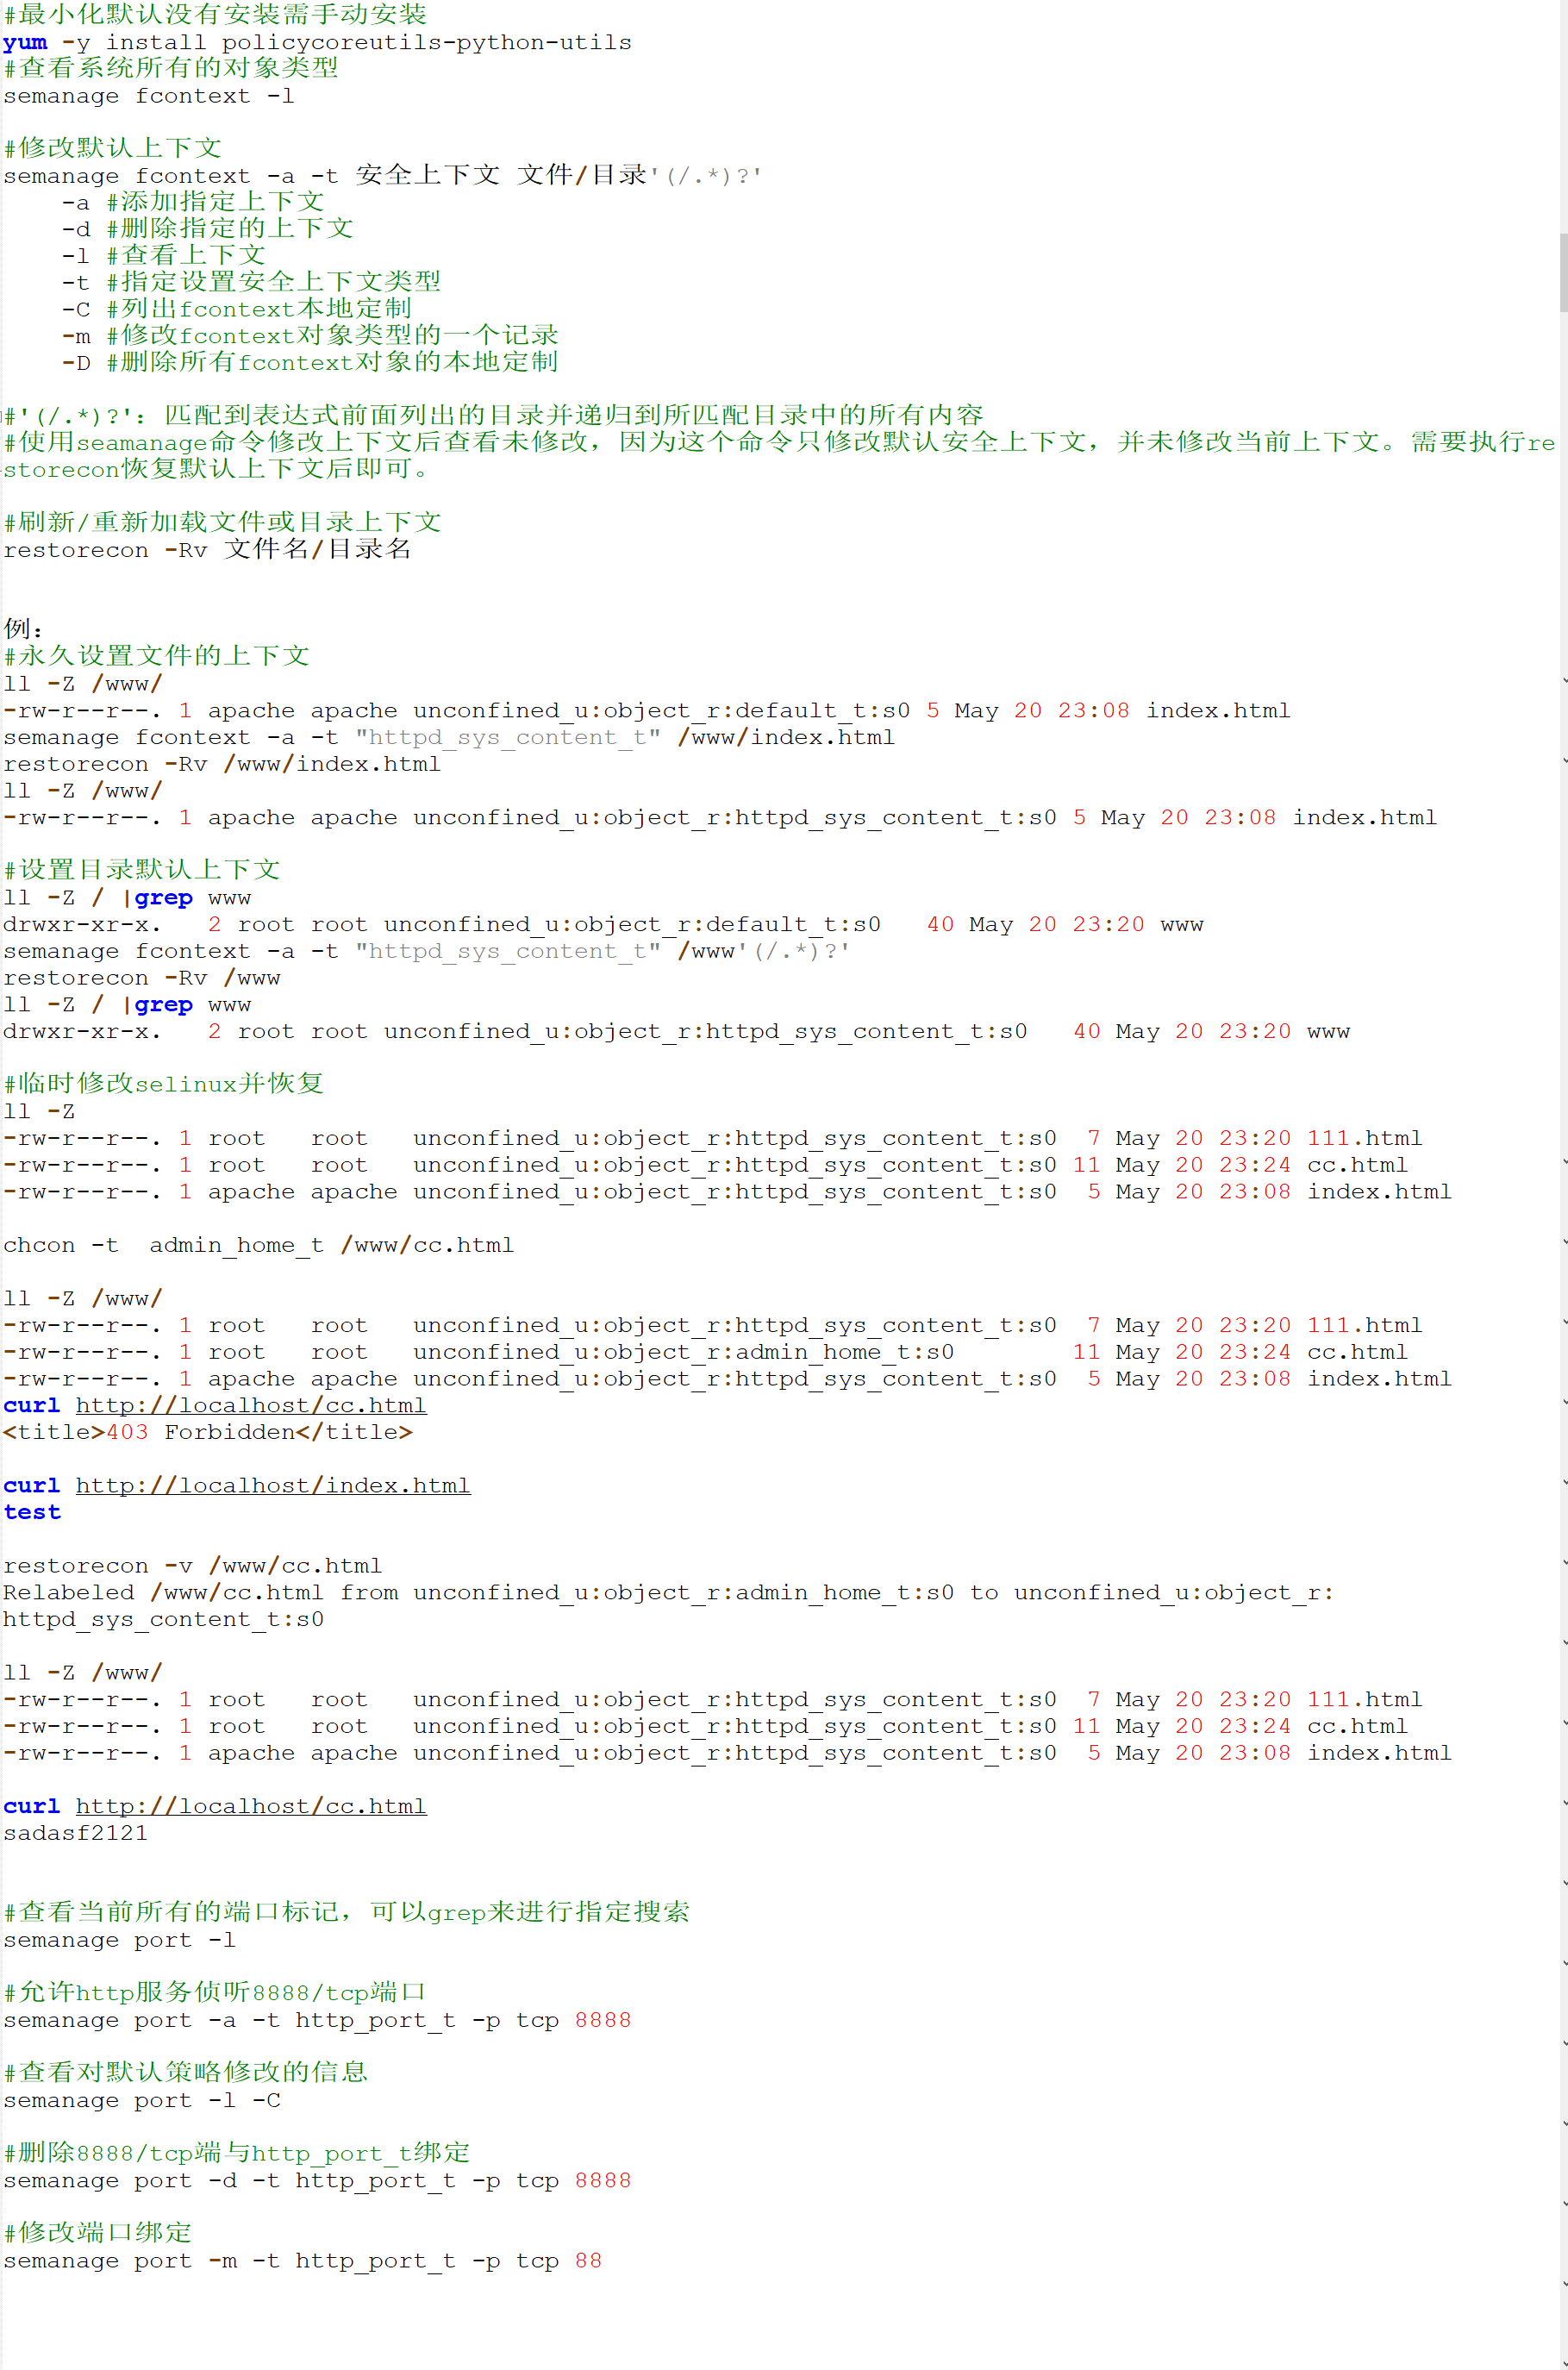 #最小化默认没有安装需手动安装
yum -y install policycoreutils-python-utils
#查看系统所有的对象类型
semanage fcontext -l
#修改默认上下文
semanage fcontext -a -t 安全上下文 文件/目录'(/.*)?'
    -a #添加指定上下文
    -d #删除指定的上下文
    -l #查看上下文
    -t #指定设置安全上下文类型
    -C #列出fcontext本地定制
    -m #修改fcontext对象类型的一个记录
    -D #删除所有fcontext对象的本地定制
#'(/.*)?'：匹配到表达式前面列出的目录并递归到所匹配目录中的所有内容
#使用seamanage命令修改上下文后查看未修改，因为这个命令只修改默认安全上下文，并未修改当前上下文。需要执行re
storecon恢复默认上下文后即可。
#刷新/重新加载文件或目录上下文
restorecon -Rv 文件名/目录名
例：
#永久设置文件的上下文
ll -Z /www/
-rw-r--r--. 1 apache apache unconfined_u:object_r:default_t:s0 5 May 20 23:08 index.html
semanage fcontext -a -t "httpd_sys_content_t" /www/index.html
restorecon -Rv /www/index.html
ll -Z /www/
-rw-r--r--. 1 apache apache unconfined_u:object_r:httpd_sys_content_t:s0 5 May 20 23:08 index.html
#设置目录默认上下文
ll -Z / |grep www
drwxr-xr-x.   2 root root unconfined_u:object_r:default_t:s0   40 May 20 23:20 www
semanage fcontext -a -t "httpd_sys_content_t" /www'(/.*)?'
restorecon -Rv /www
ll -Z / |grep www
drwxr-xr-x.   2 root root unconfined_u:object_r:httpd_sys_content_t:s0   40 May 20 23:20 www
#临时修改selinux并恢复
ll -Z
-rw-r--r--. 1 root   root   unconfined_u:object_r:httpd_sys_content_t:s0  7 May 20 23:20 111.html
-rw-r--r--. 1 root   root   unconfined_u:object_r:httpd_sys_content_t:s0 11 May 20 23:24 cc.html
-rw-r--r--. 1 apache apache unconfined_u:object_r:httpd_sys_content_t:s0  5 May 20 23:08 index.html
chcon -t  admin_home_t /www/cc.html
ll -Z /www/
-rw-r--r--. 1 root   root   unconfined_u:object_r:httpd_sys_content_t:s0  7 May 20 23:20 111.html
-rw-r--r--. 1 root   root   unconfined_u:object_r:admin_home_t:s0        11 May 20 23:24 cc.html
-rw-r--r--. 1 apache apache unconfined_u:object_r:httpd_sys_content_t:s0  5 May 20 23:08 index.html
curl http://localhost/cc.html
<title>403 Forbidden</title>
curl http://localhost/index.html
test
restorecon -v /www/cc.html
Relabeled /www/cc.html from unconfined_u:object_r:admin_home_t:s0 to unconfined_u:object_r:
httpd_sys_content_t:s0
ll -Z /www/
-rw-r--r--. 1 root   root   unconfined_u:object_r:httpd_sys_content_t:s0  7 May 20 23:20 111.html
-rw-r--r--. 1 root   root   unconfined_u:object_r:httpd_sys_content_t:s0 11 May 20 23:24 cc.html
-rw-r--r--. 1 apache apache unconfined_u:object_r:httpd_sys_content_t:s0  5 May 20 23:08 index.html
curl http://localhost/cc.html
sadasf2121
#查看当前所有的端口标记，可以grep来进行指定搜索
semanage port -l
#允许http服务侦听8888/tcp端口
semanage port -a -t http_port_t -p tcp 8888
#查看对默认策略修改的信息
semanage port -l -C
#删除8888/tcp端与http_port_t绑定
semanage port -d -t http_port_t -p tcp 8888
#修改端口绑定
semanage port -m -t http_port_t -p tcp 88